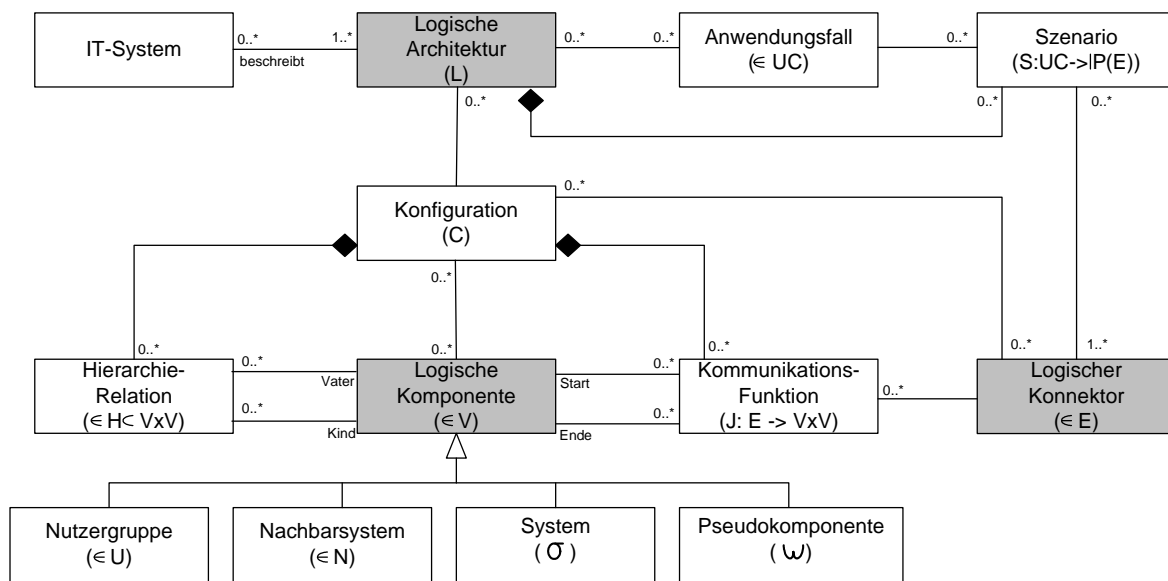 IT-System
0..*
beschreibt
1..*
Logische
Architektur
(L)
0..*
0..*
Anwendungsfall
(∈ UC)
0..*
Szenario
(S:UC->|P(E))
0..*
0..*
0..*
0..*
Konfiguration
(C)
0..*
0..*
0..*
0..*
0..*
0..*
1..*
Hierarchie-
Relation
(∈ H⊂ VxV)
0..*
Vater
0..*
Kind
Logische
Komponente
(∈ V)
0..*
Start
0..*
Ende
Kommunikations-
Funktion
(J: E -> VxV)
0..*
Logischer
Konnektor
(∈ E)
Nutzergruppe
(∈ U)
Nachbarsystem
(∈ N)
System
( σ )
Pseudokomponente
( ω )